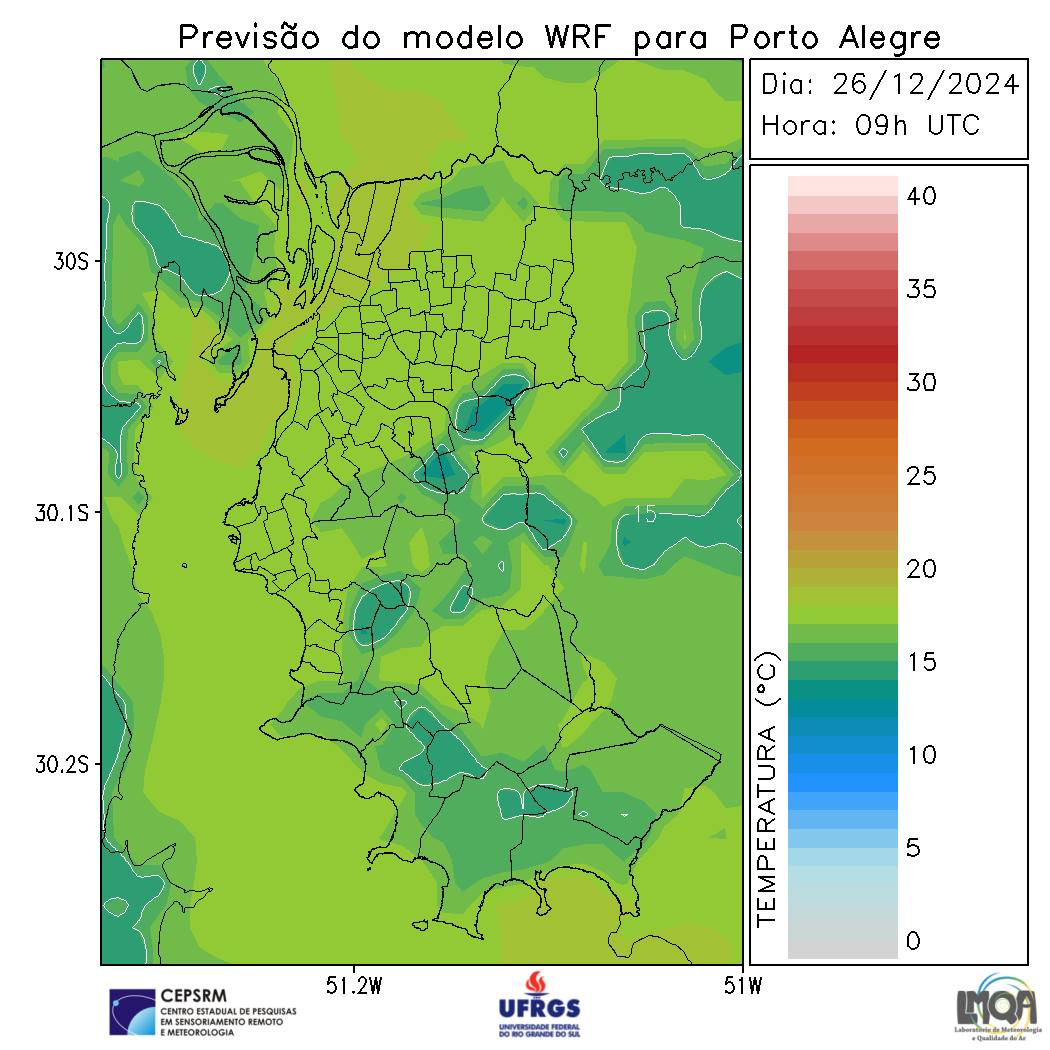 Previsão do modelo WRF para Porto Alegre
Dia: 26/12/2024
Hora: 09h UTC
30S
30.1S
30.2S
51.2W
51W
15
TEMPERATURA (°C)
40
35
30
25
20
15
10
5
0
CEPSRM
CENTRO ESTADUAL DE PESQUISAS
EM SENSORIAMENTO REMOTO
E METEOROLOGIA
UFRGS
UNIVERSIDADE FEDERAL
DO RIO GRANDE DO SUL
LMQA
Laboratório de Meteorologia
e Qualidade do Ar